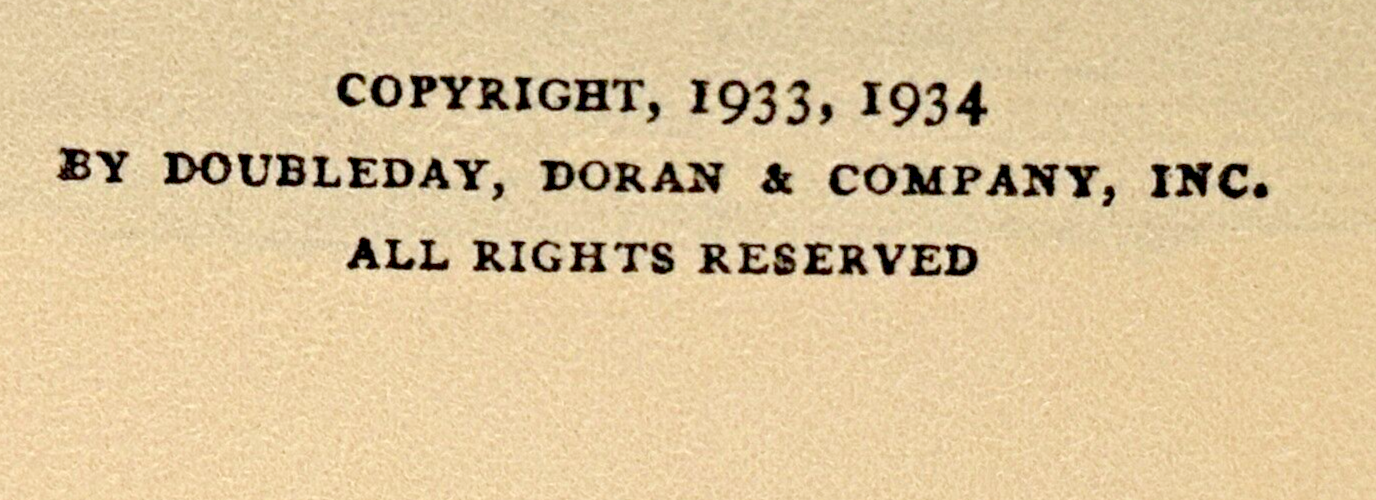 COPYRIGHT, 1933, 1934
BY DOUBLEDAY, DORAN & COMPANY, INC.
ALL RIGHTS RESERVED